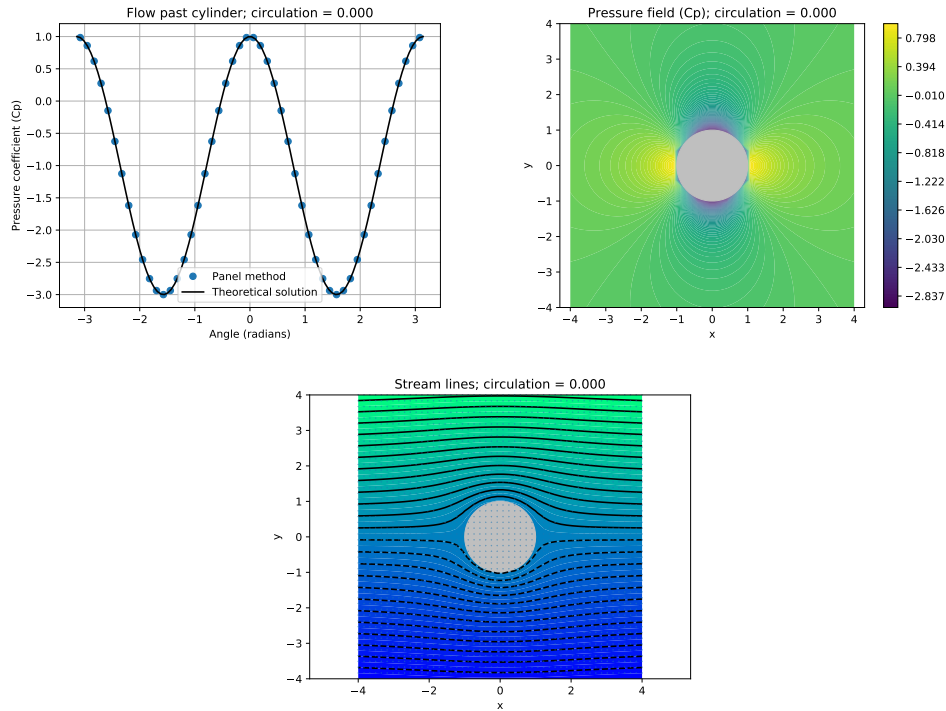 Flow past cylinder; circulation = 0.000
1.0
0.5
0.0
−0.5
−1.0
−1.5
−2.0
−2.5
−3.0
Pressure coefficient (Cp)
Panel method
Theoretical solution
−3 −2 −1 0 1 2 3
Angle (radians)
Pressure field (Cp); circulation = 0.000
4
3
2
1
0
−1
−2
−3
−4
y
−4 −3 −2 −1 0 1 2 3 4
x
0.798
0.394
−0.010
−0.414
−0.818
−1.222
−1.626
−2.030
−2.433
−2.837
Stream lines; circulation = 0.000
4
3
2
1
0
−1
−2
−3
−4
y
−4 −2 0 2 4
x